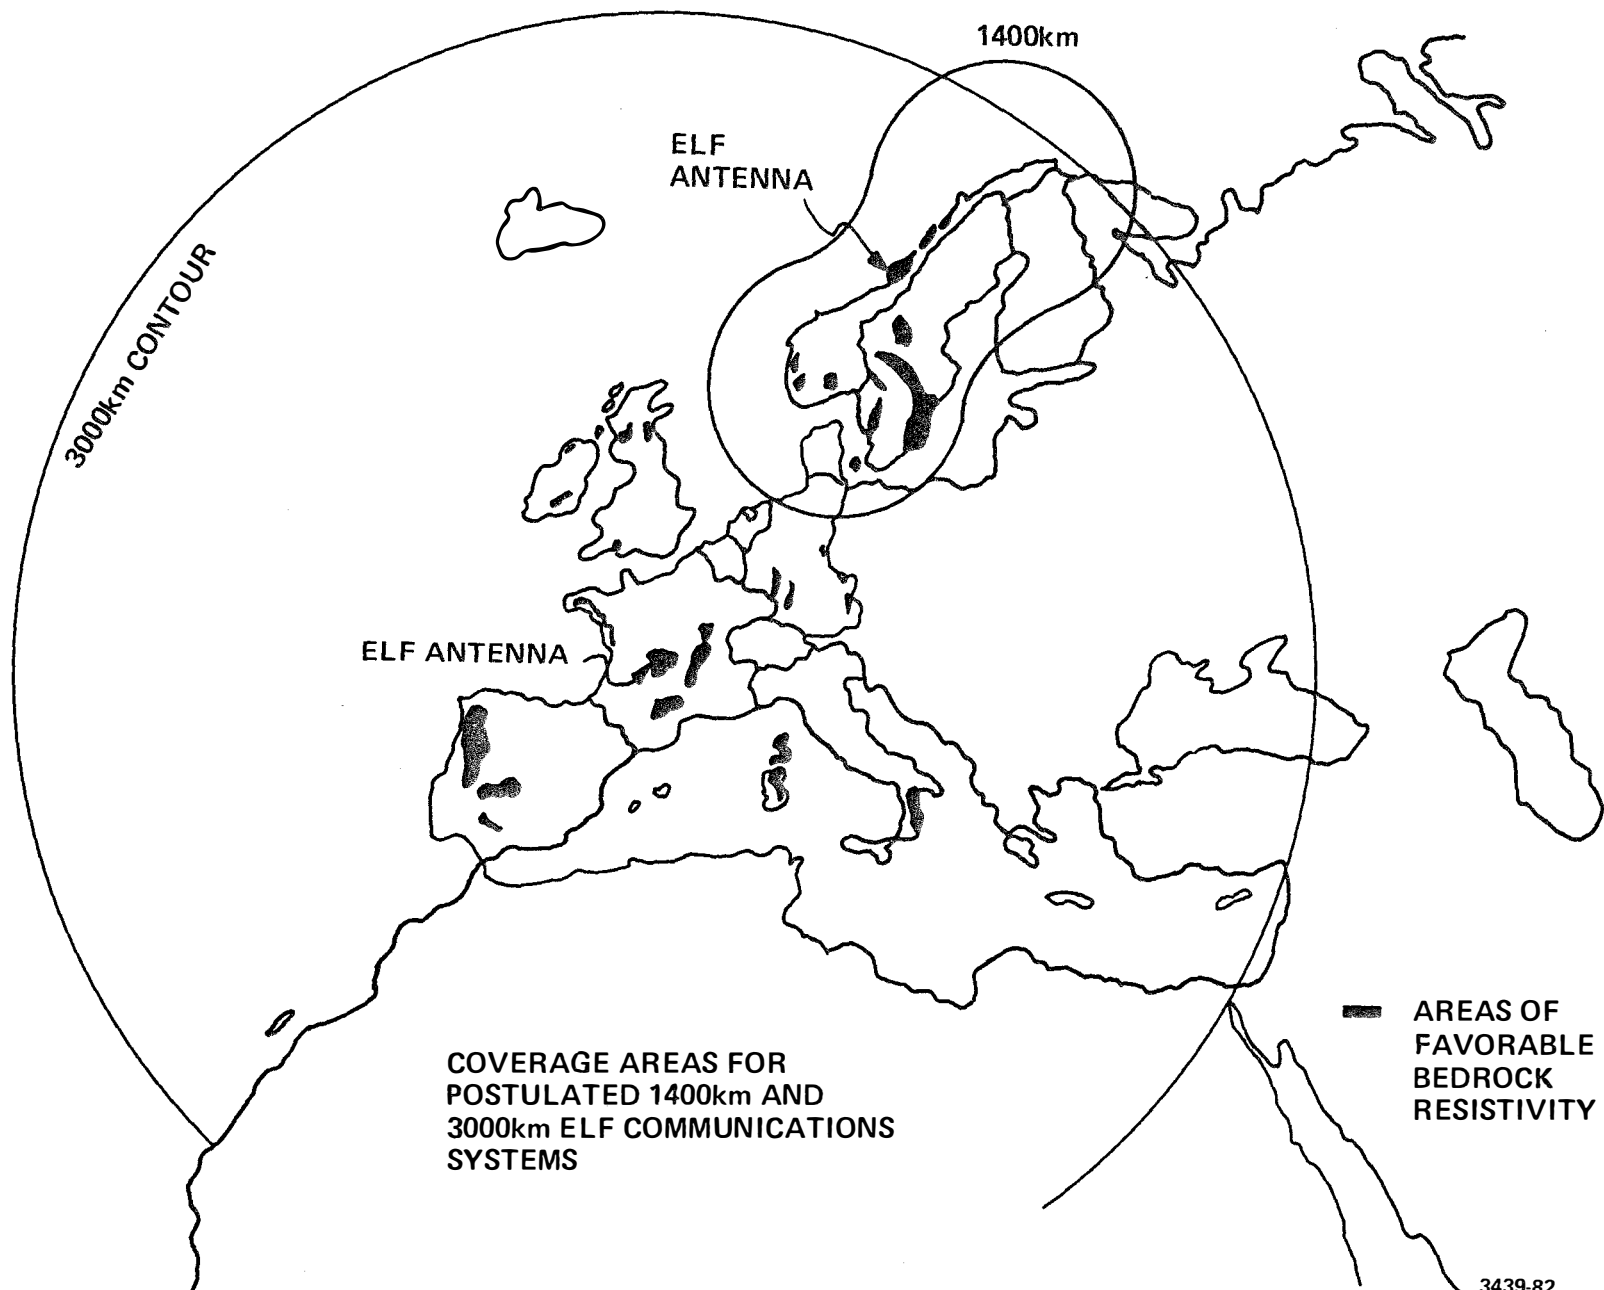 1400km
ELF
ANTENNA
3000km CONTOUR
ELF ANTENNA
COVERAGE AREAS FOR
POSTULATED 1400km AND
3000km ELF COMMUNICATIONS
SYSTEMS
AREAS OF
FAVORABLE
BEDROCK
RESISTIVITY
3439-82